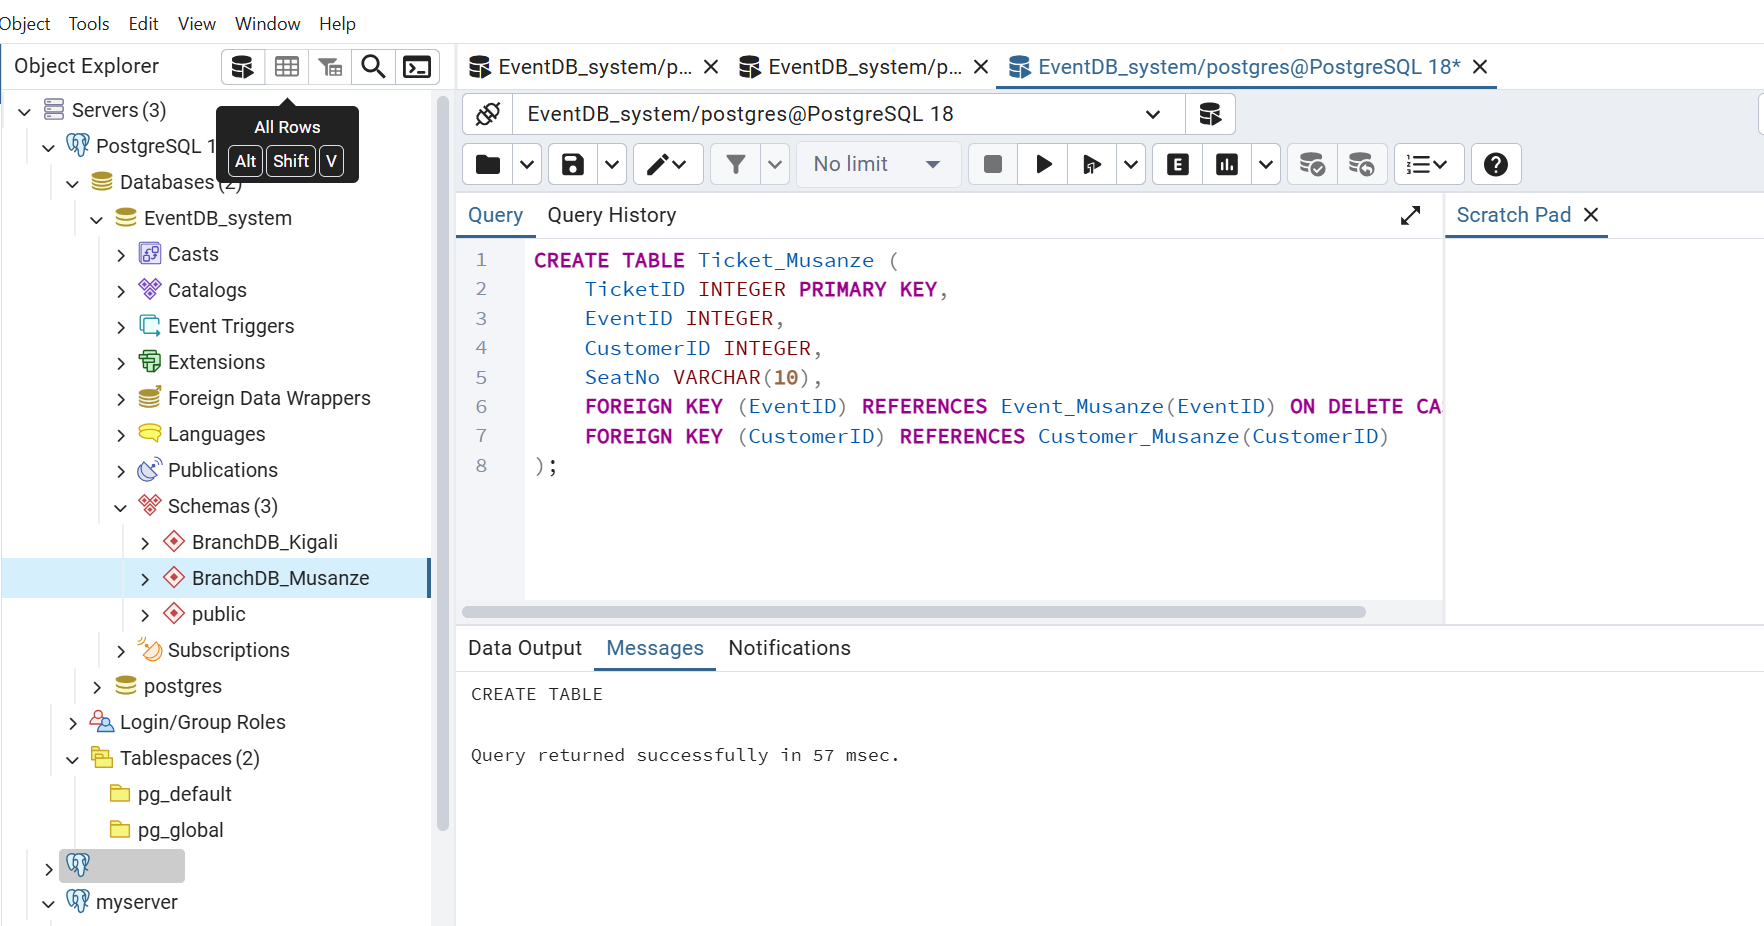 Object Tools Edit View Window Help
Object Explorer
All Rows
Alt Shift V
Servers (3)
PostgreSQL 1
Databases (2)
EventDB_system
Casts
Catalogs
Event Triggers
Extensions
Foreign Data Wrappers
Languages
Publications
Schemas (3)
BranchDB_Kigali
BranchDB_Musanze
public
Subscriptions
postgres
Login/Group Roles
Tablespaces (2)
pg_default
pg_global
myserver
EventDB_system/p... EventDB_system/p... EventDB_system/postgres@PostgreSQL 18*
EventDB_system/postgres@PostgreSQL 18
No limit E
Query Query History
Scratch Pad
1 CREATE TABLE Ticket_Musanze (
2 TicketID INTEGER PRIMARY KEY,
3 EventID INTEGER,
4 CustomerID INTEGER,
5 SeatNo VARCHAR(10),
6 FOREIGN KEY (EventID) REFERENCES Event_Musanze(EventID) ON DELETE CA
7 FOREIGN KEY (CustomerID) REFERENCES Customer_Musanze(CustomerID)
8 );
Data Output Messages Notifications
CREATE TABLE
Query returned successfully in 57 msec.